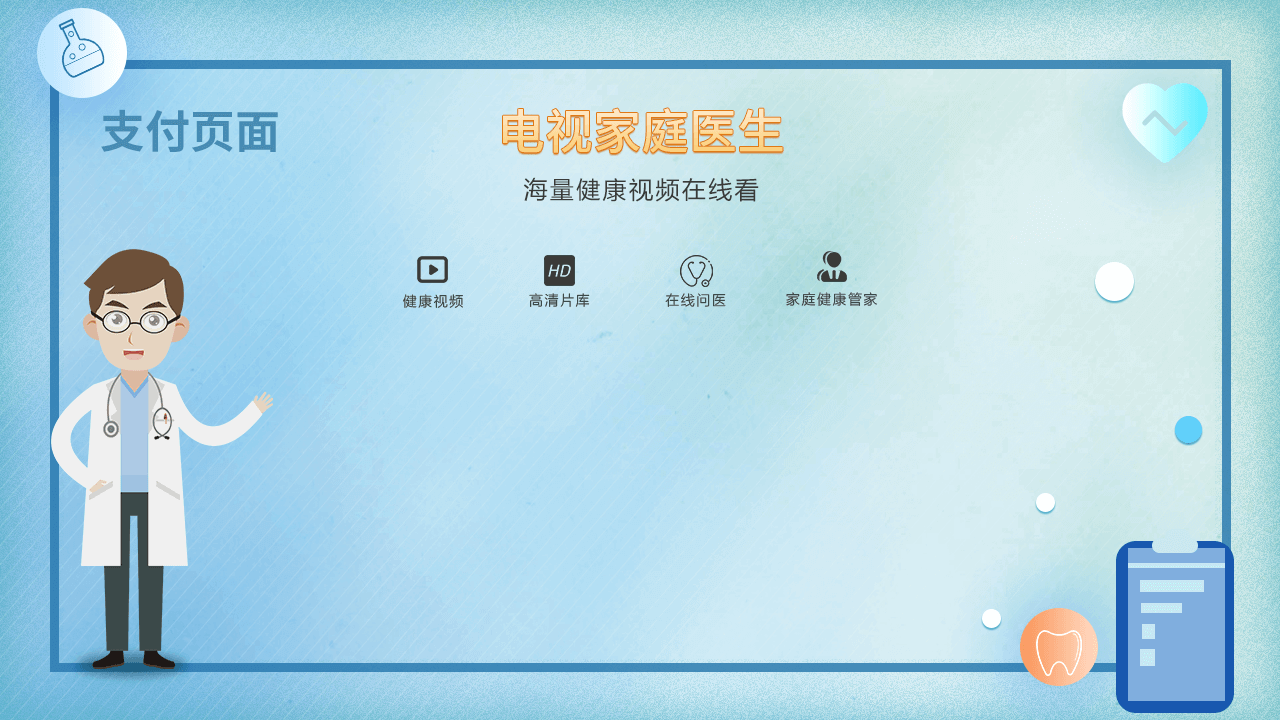 支付页面
电视家庭医生
海量健康视频在线看
HD
健康视频
高清片库
在线问医
家庭健康管家